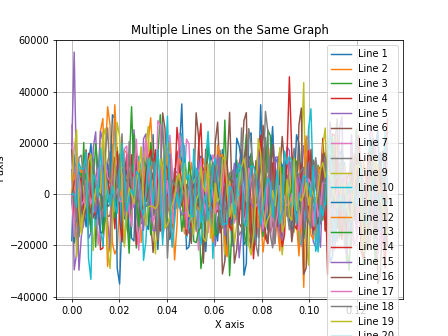 Multiple Lines on the Same Graph
60000
40000
20000
0
−20000
−40000
0.00
0.02
0.04
0.06
0.08
0.10
X axis
axis
Line 1
Line 2
Line 3
Line 4
Line 5
Line 6
Line 7
Line 8
Line 9
Line 10
Line 11
Line 12
Line 13
Line 14
Line 15
Line 16
Line 17
Line 18
Line 19
Line 20